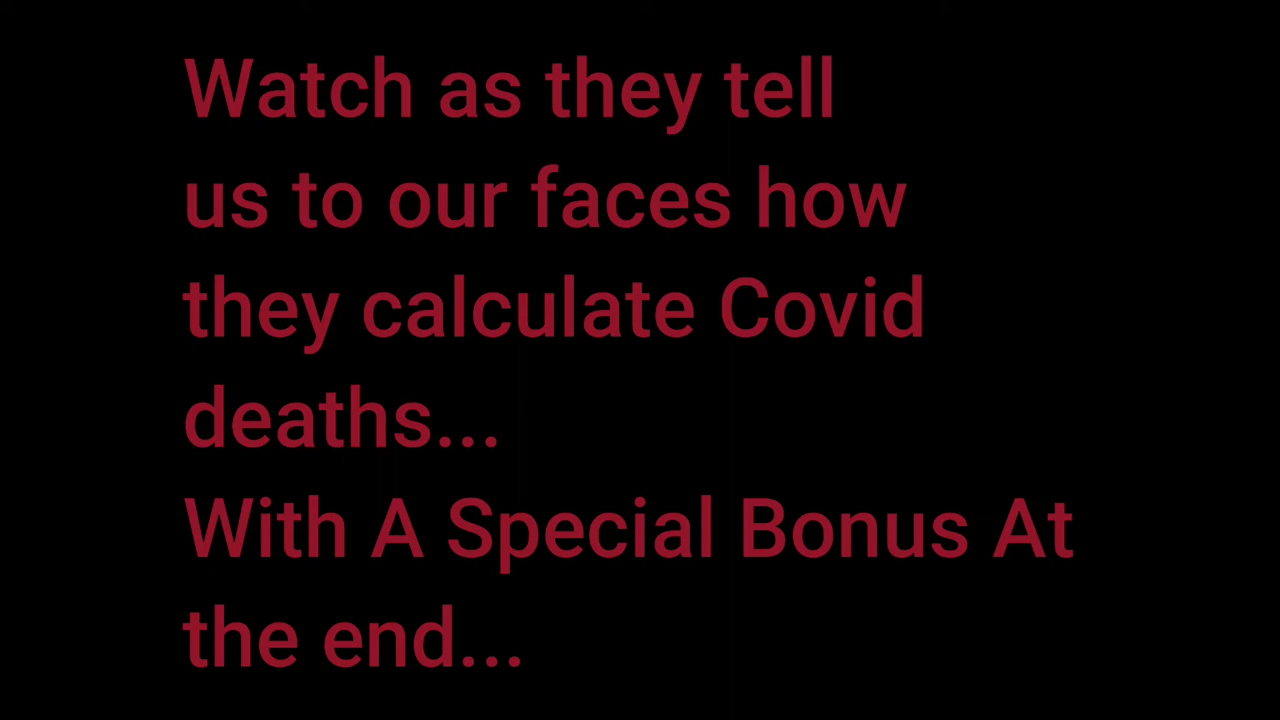 Watch as they tell
us to our faces how
they calculate Covid
deaths...
With A Special Bonus At
the end...